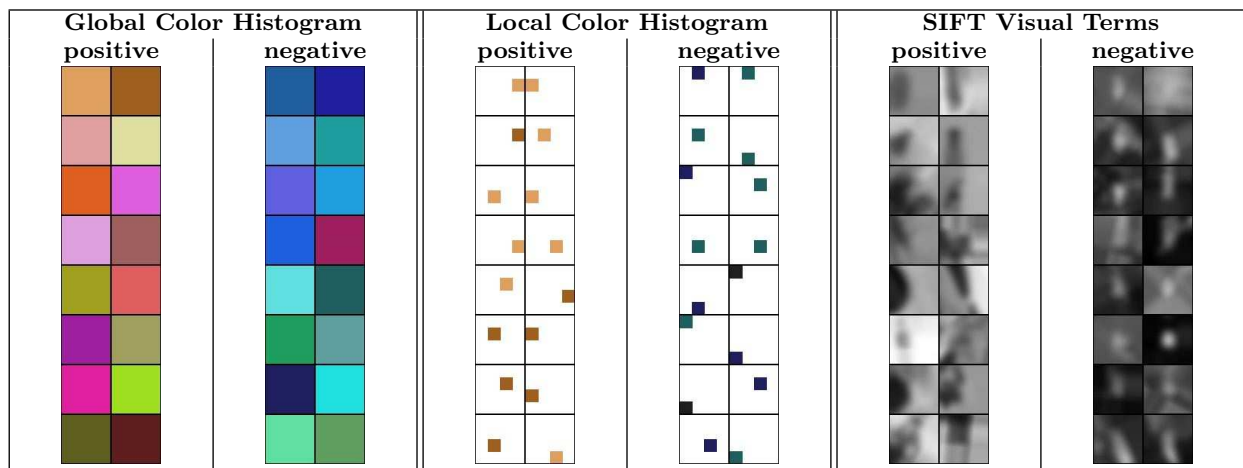 Global Color Histogram Local Color Histogram SIFT Visual Terms
positive negative positive negative positive negative